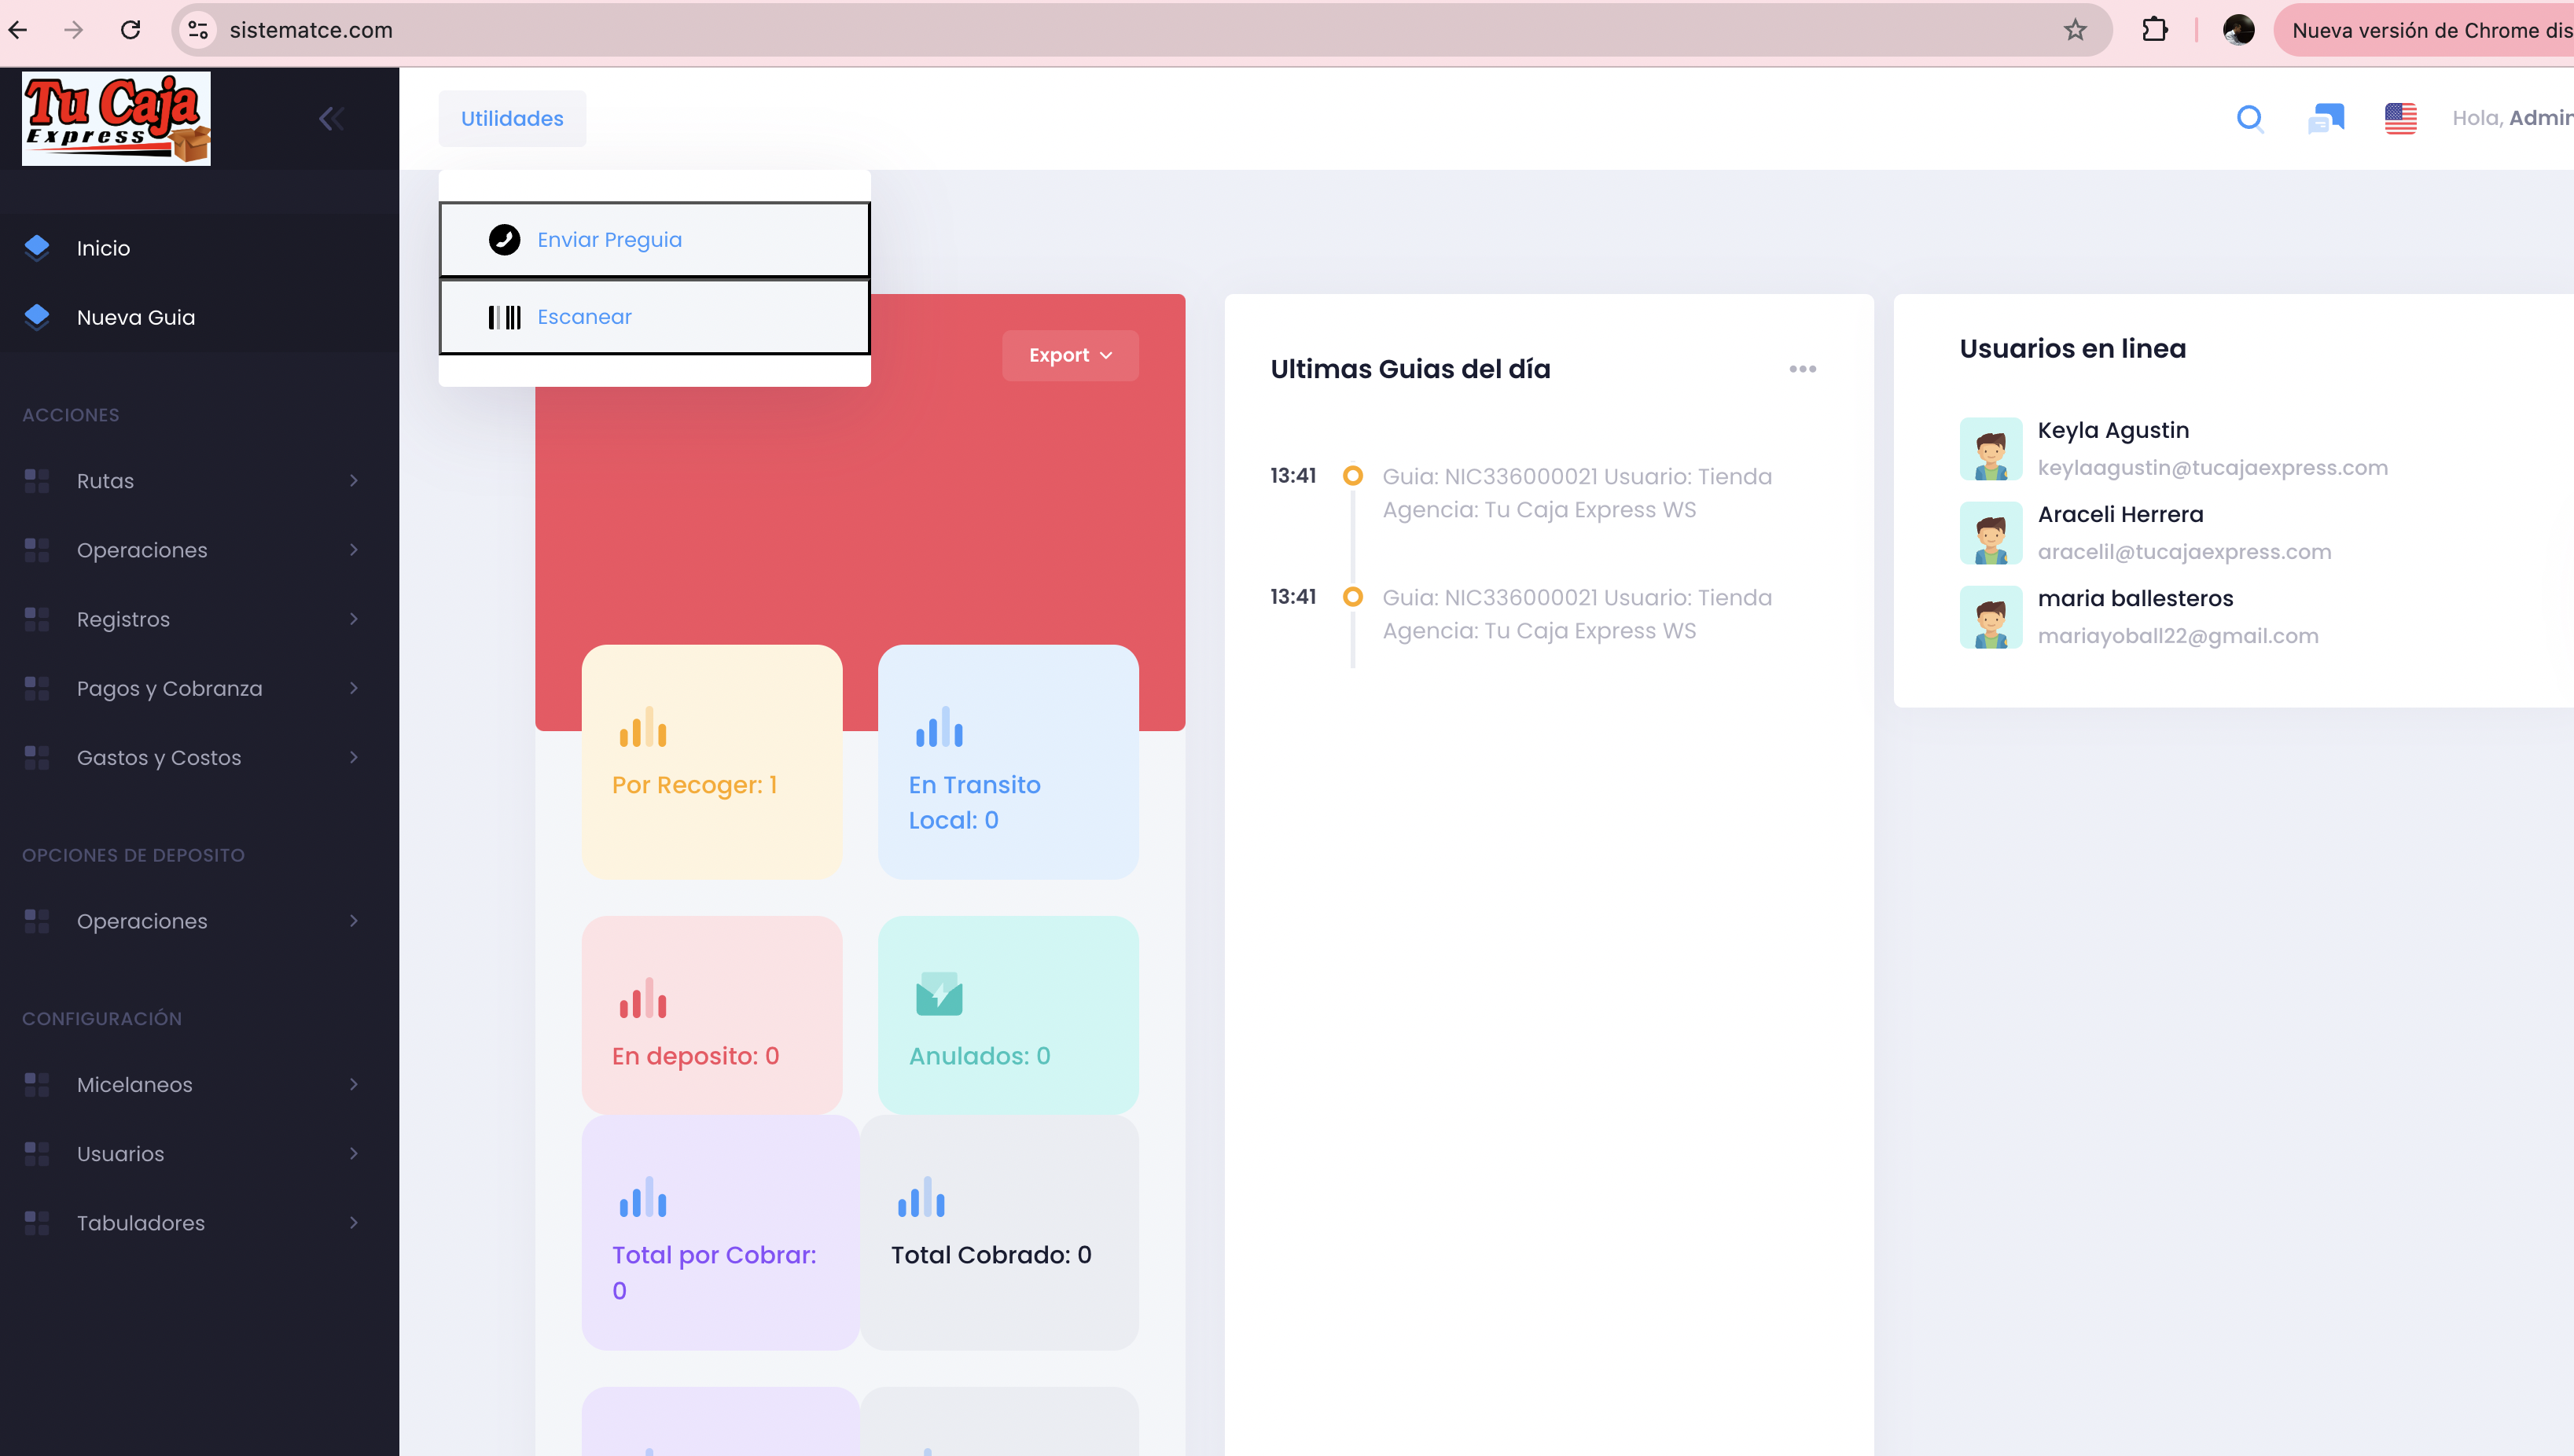 sistematce.com
Nueva versión de Chrome dis
Tu Caja
Express
Utilidades
Hola, Admin
Enviar Preguia
Escanear
Inicio
Nueva Guia
ACCIONES
Rutas
Operaciones
Registros
Pagos y Cobranza
Gastos y Costos
OPCIONES DE DEPOSITO
Operaciones
CONFIGURACIÓN
Micelaneos
Usuarios
Tabuladores
Export
Por Recoger: 1
En Transito
Local: 0
En deposito: 0
Anulados: 0
Total por Cobrar:
0
Total Cobrado: 0
Ultimas Guias del día
13:41
Guia: NIC336000021 Usuario: Tienda
Agencia: Tu Caja Express WS
13:41
Guia: NIC336000021 Usuario: Tienda
Agencia: Tu Caja Express WS
Usuarios en linea
Keyla Agustin
keylaagustin@tucajaexpress.com
Araceli Herrera
aracelil@tucajaexpress.com
maria ballesteros
mariayoball22@gmail.com